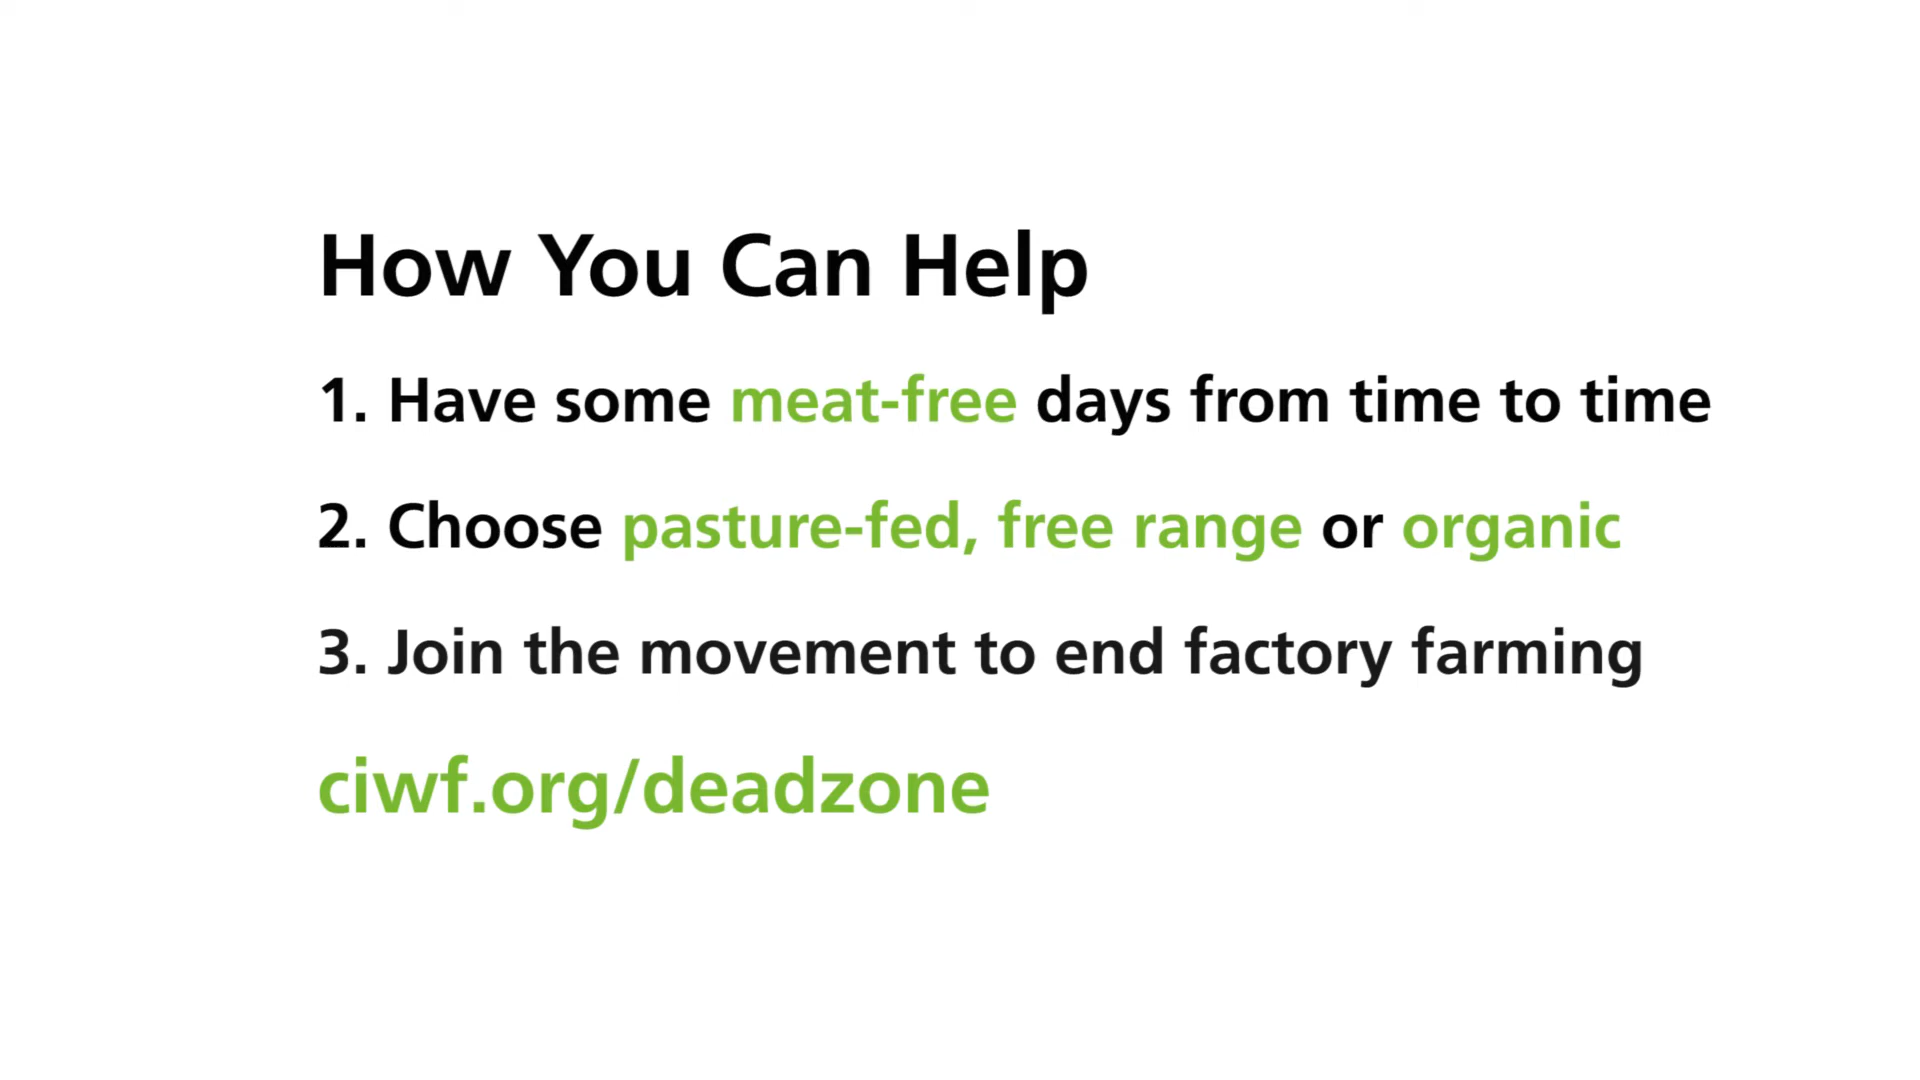 How You Can Help
1. Have some meat-free days from time to time
2. Choose pasture-fed, free range or organic
3. Join the movement to end factory farming
ciwf.org/deadzone